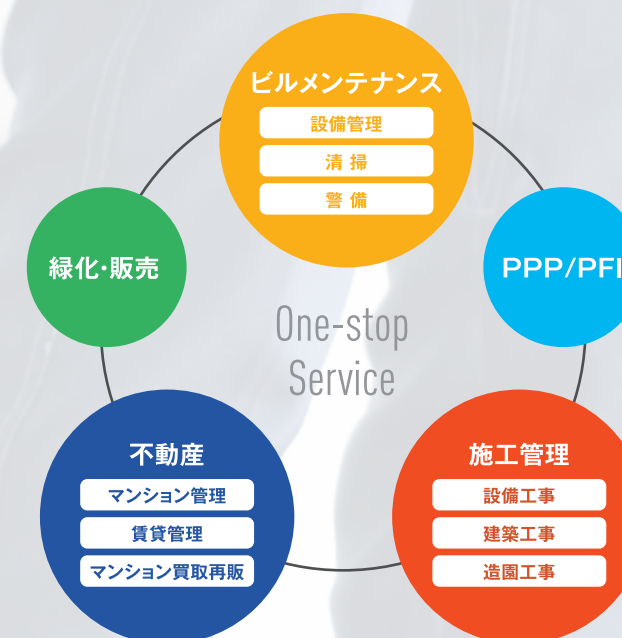 ビルメンテナンス
設備管理
清 掃
警 備
緑化・販売
PPP/PFI
One-stop
Service
不動産
マンション管理
賃貸管理
マンション買取再販
施工管理
設備工事
建築工事
造園工事